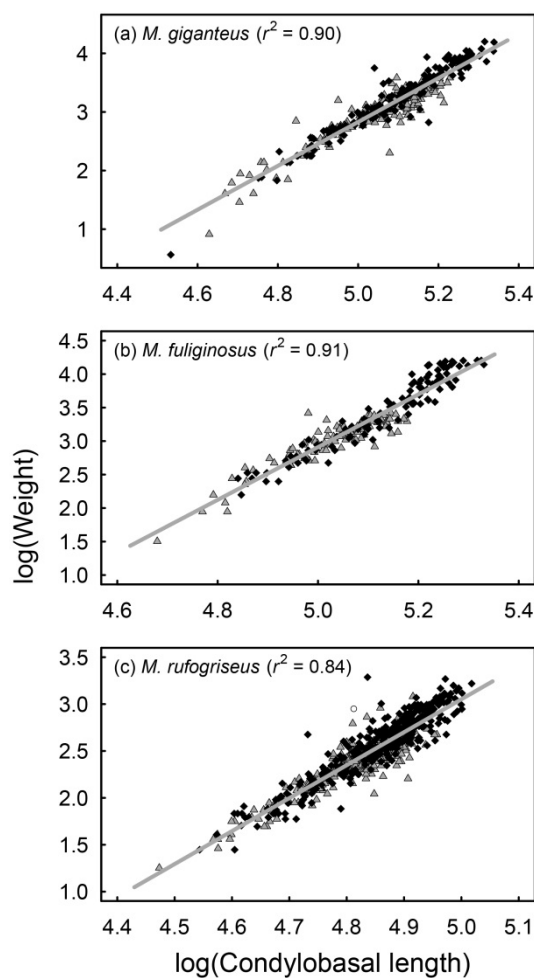 (a) M. giganteus (r² = 0.90)
4
3
2
1
4.4 4.6 4.8 5.0 5.2 5.4
(b) M. fuliginosus (r² = 0.91)
4.5
4.0
3.5
3.0
2.5
2.0
1.5
1.0
4.6 4.8 5.0 5.2 5.4
log(Weight)
(c) M. rufogriseus (r² = 0.84)
3.5
3.0
2.5
2.0
1.5
1.0
4.4 4.5 4.6 4.7 4.8 4.9 5.0 5.1
log(Condylobasal length)